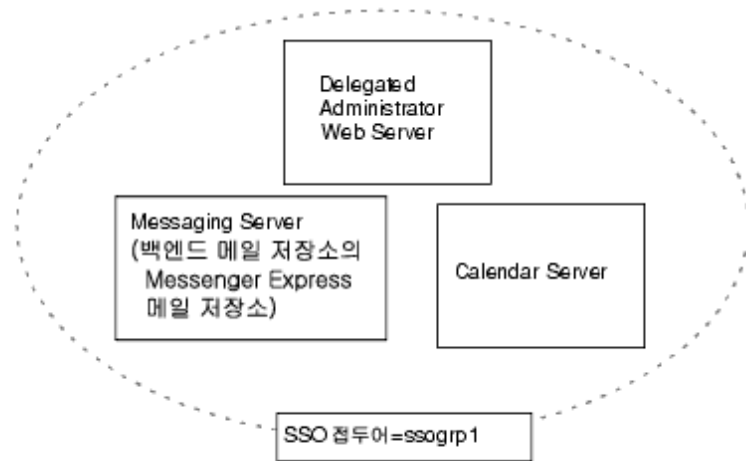 Delegated
Administrator
Web Server
Messaging Server
(백엔드 메일 저장소의
Messenger Express
메일 저장소)
Calendar Server
SSO 접두어=ssogrp1